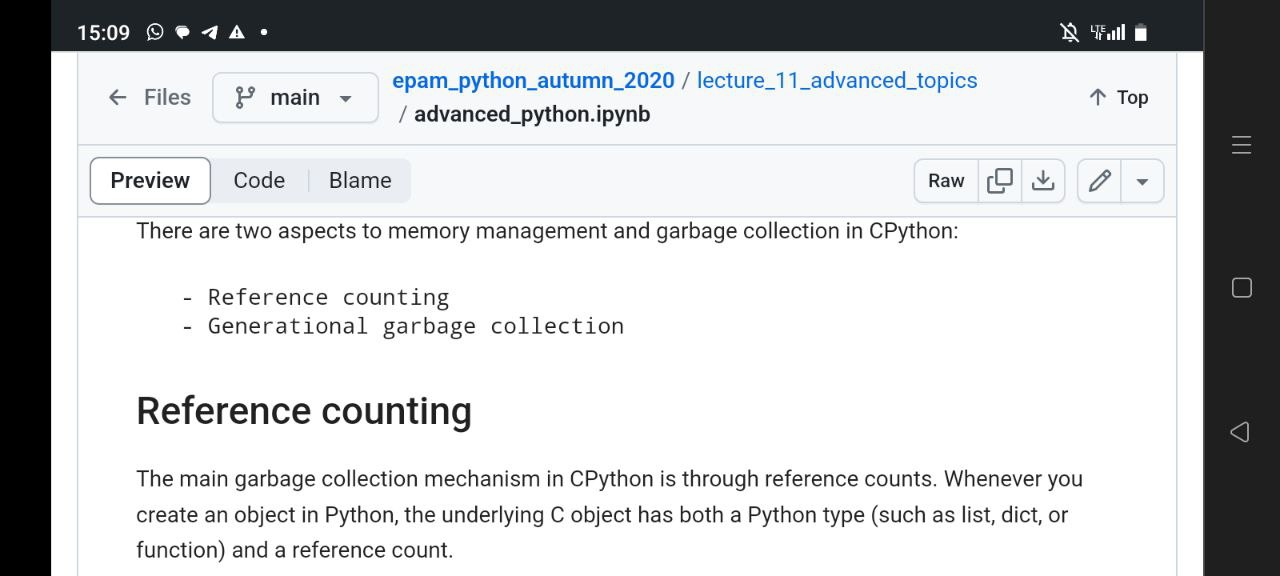 15:09
LTE
Files
main
epam_python_autumn_2020 / lecture_11_advanced_topics
/ advanced_python.ipynb
Top
Preview
Code
Blame
Raw
There are two aspects to memory management and garbage collection in CPython:
- Reference counting
- Generational garbage collection
Reference counting
The main garbage collection mechanism in CPython is through reference counts. Whenever you
create an object in Python, the underlying C object has both a Python type (such as list, dict, or
function) and a reference count.